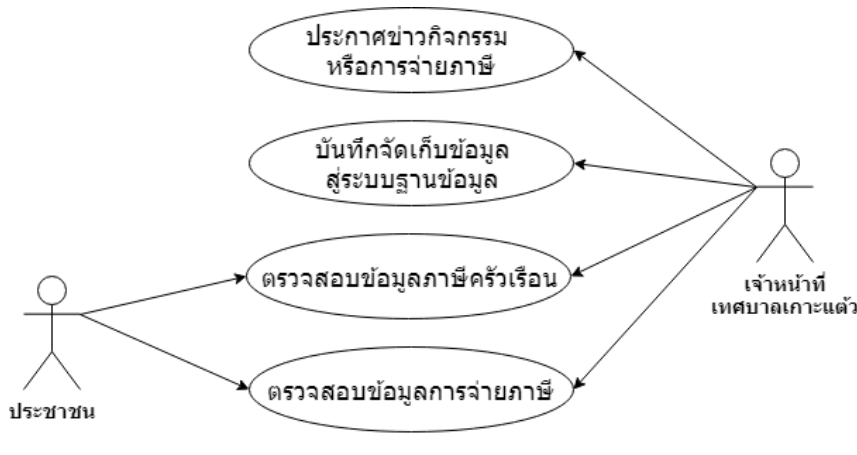 ประกาศข่าวกิจกรรม
หรือการจ่ายภาษี
บันทึกจัดเก็บข้อมูล
สู่ระบบฐานข้อมูล
ตรวจสอบข้อมูลภาษีครัวเรือน
เจ้าหน้าที่
เทศบาลเกาะแต้ว
ตรวจสอบข้อมูลการจ่ายภาษี
ประชาชน